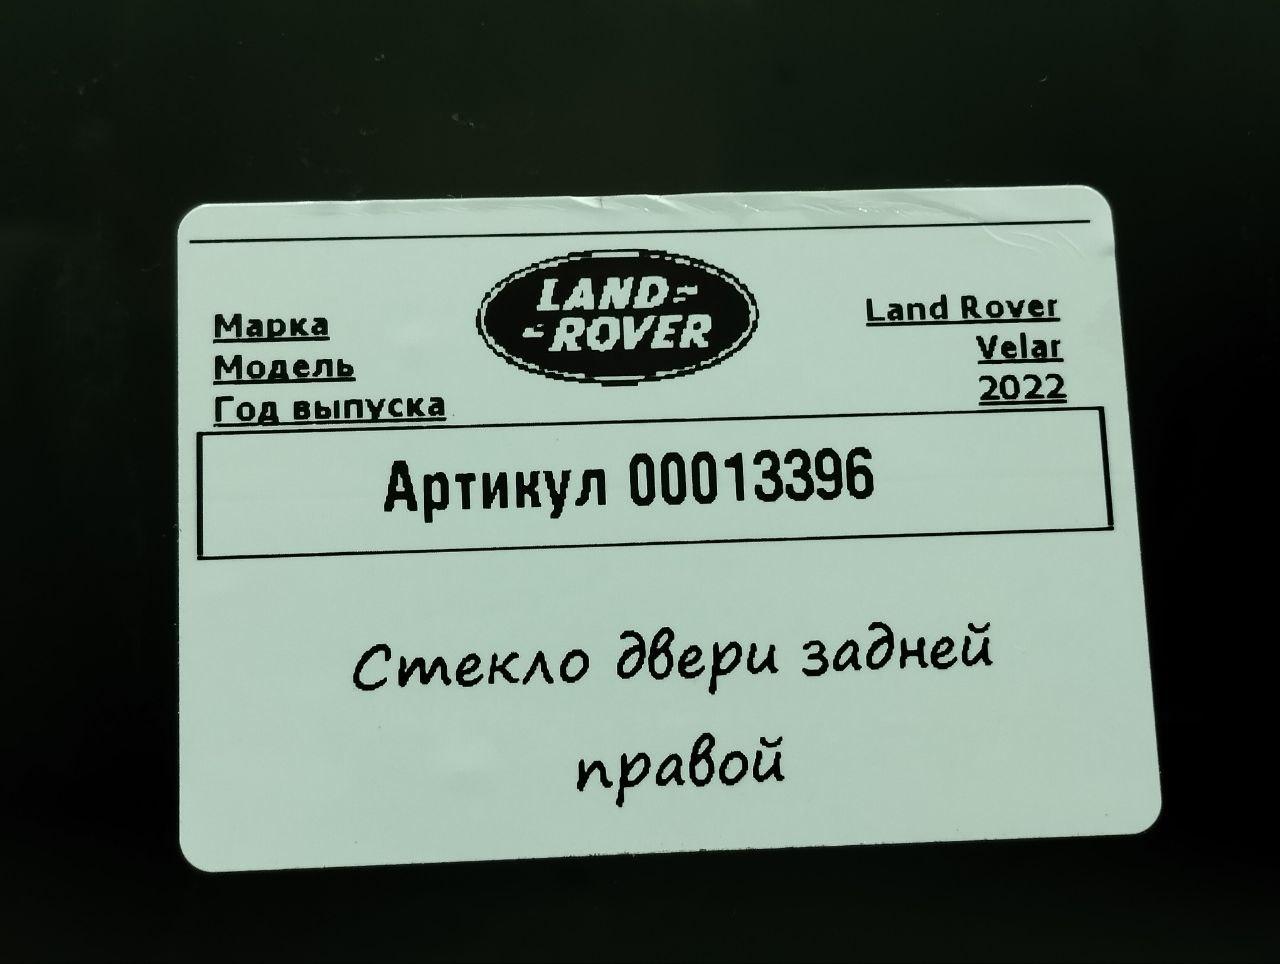 LAND-
-ROVER
Марка Land Rover
Модель Velar
Год выпуска 2022
Артикул 00013396
Стекло двери задней
правой